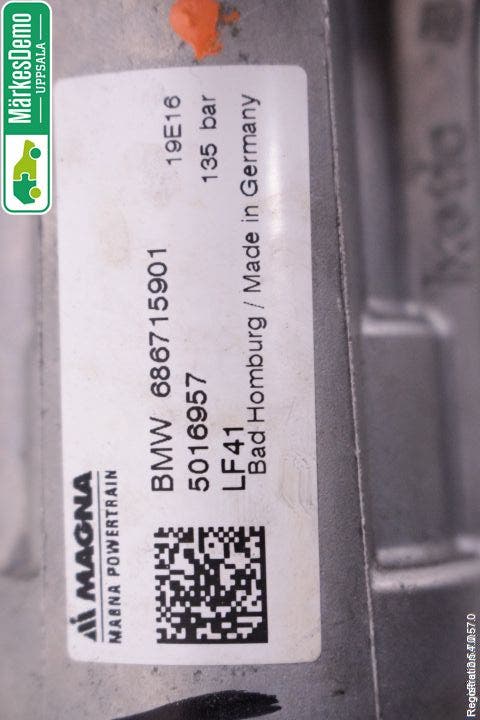 MärkesDemo
UPPSALA
MAGNA
MAGNA POWERTRAIN
19E16
135 bar
BMW 686715901
5016957
LF41
Bad Homburg / Made in Germany